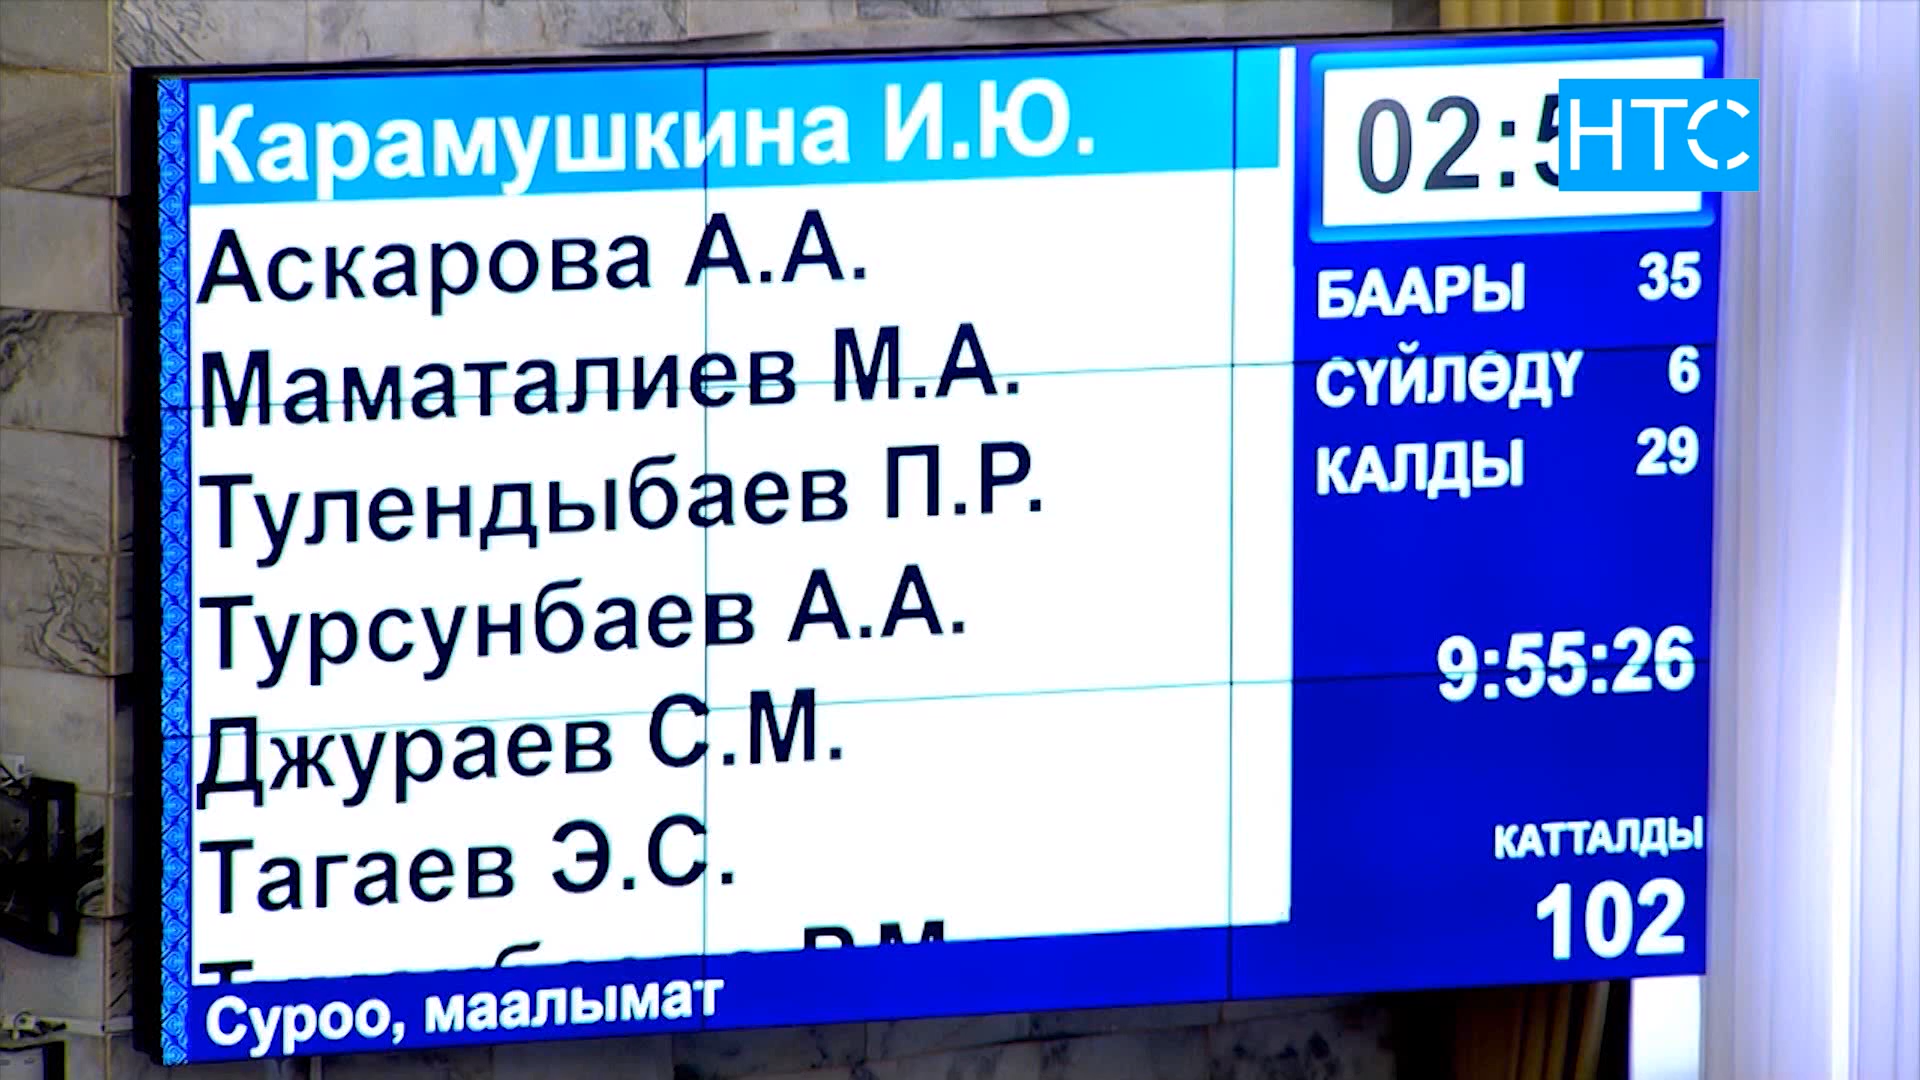 Карамушкина И.Ю.
Аскарова А.А.
Маматалиев М.А.
Тулендыбаев П.Р.
Турсунбаев А.А.
Джураев С.М.
Тагаев Э.С.
Суроо, маалымат
02:5
НТС
БААРЫ 35
СҮЙЛӨДҮ 6
КАЛДЫ 29
9:55:26
КАТТАЛДЫ
102